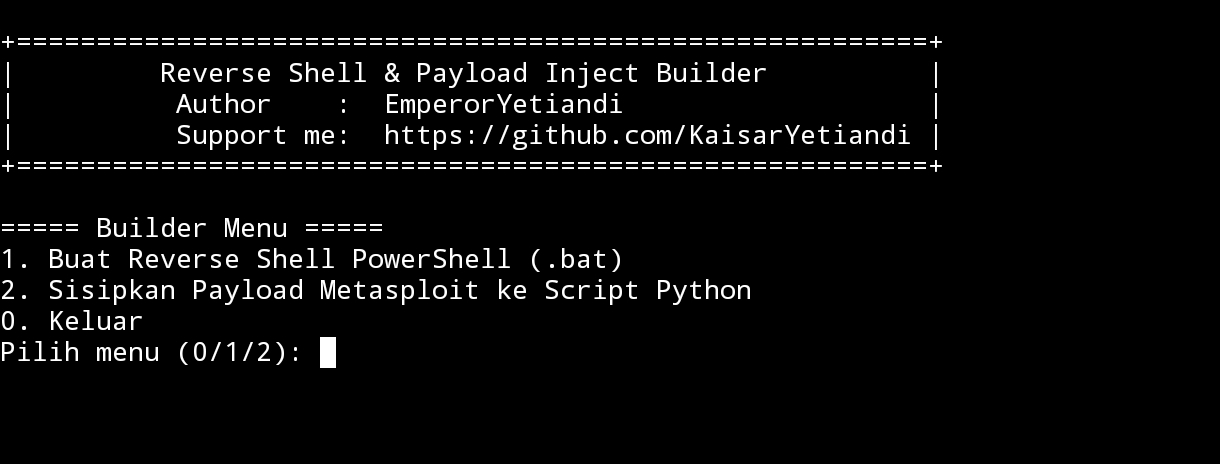 +=========================================================+
|         Reverse Shell & Payload Inject Builder          |
|          Author    :  EmperorYetiandi                   |
|          Support me:  https://github.com/KaisarYetiandi |
+=========================================================+
===== Builder Menu =====
1. Buat Reverse Shell PowerShell (.bat)
2. Sisipkan Payload Metasploit ke Script Python
0. Keluar
Pilih menu (0/1/2):